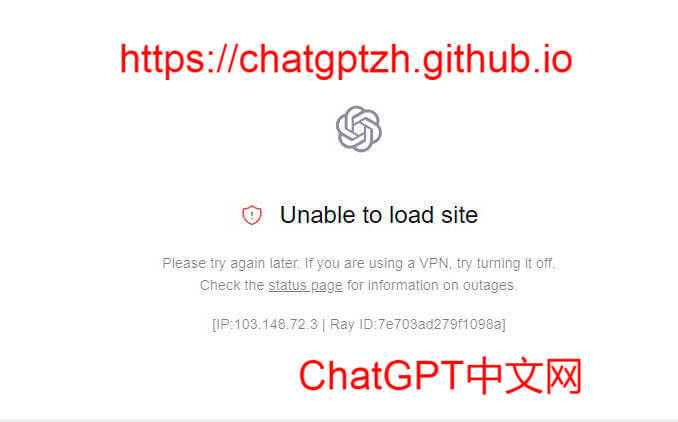 https://chatgptzh.github.io
Unable to load site
Please try again later. If you are using a VPN, try turning it off.
Check the status page for information on outages.
[IP:103.148.72.3 | Ray ID:7e703ad279f1098a]
ChatGPT中文网